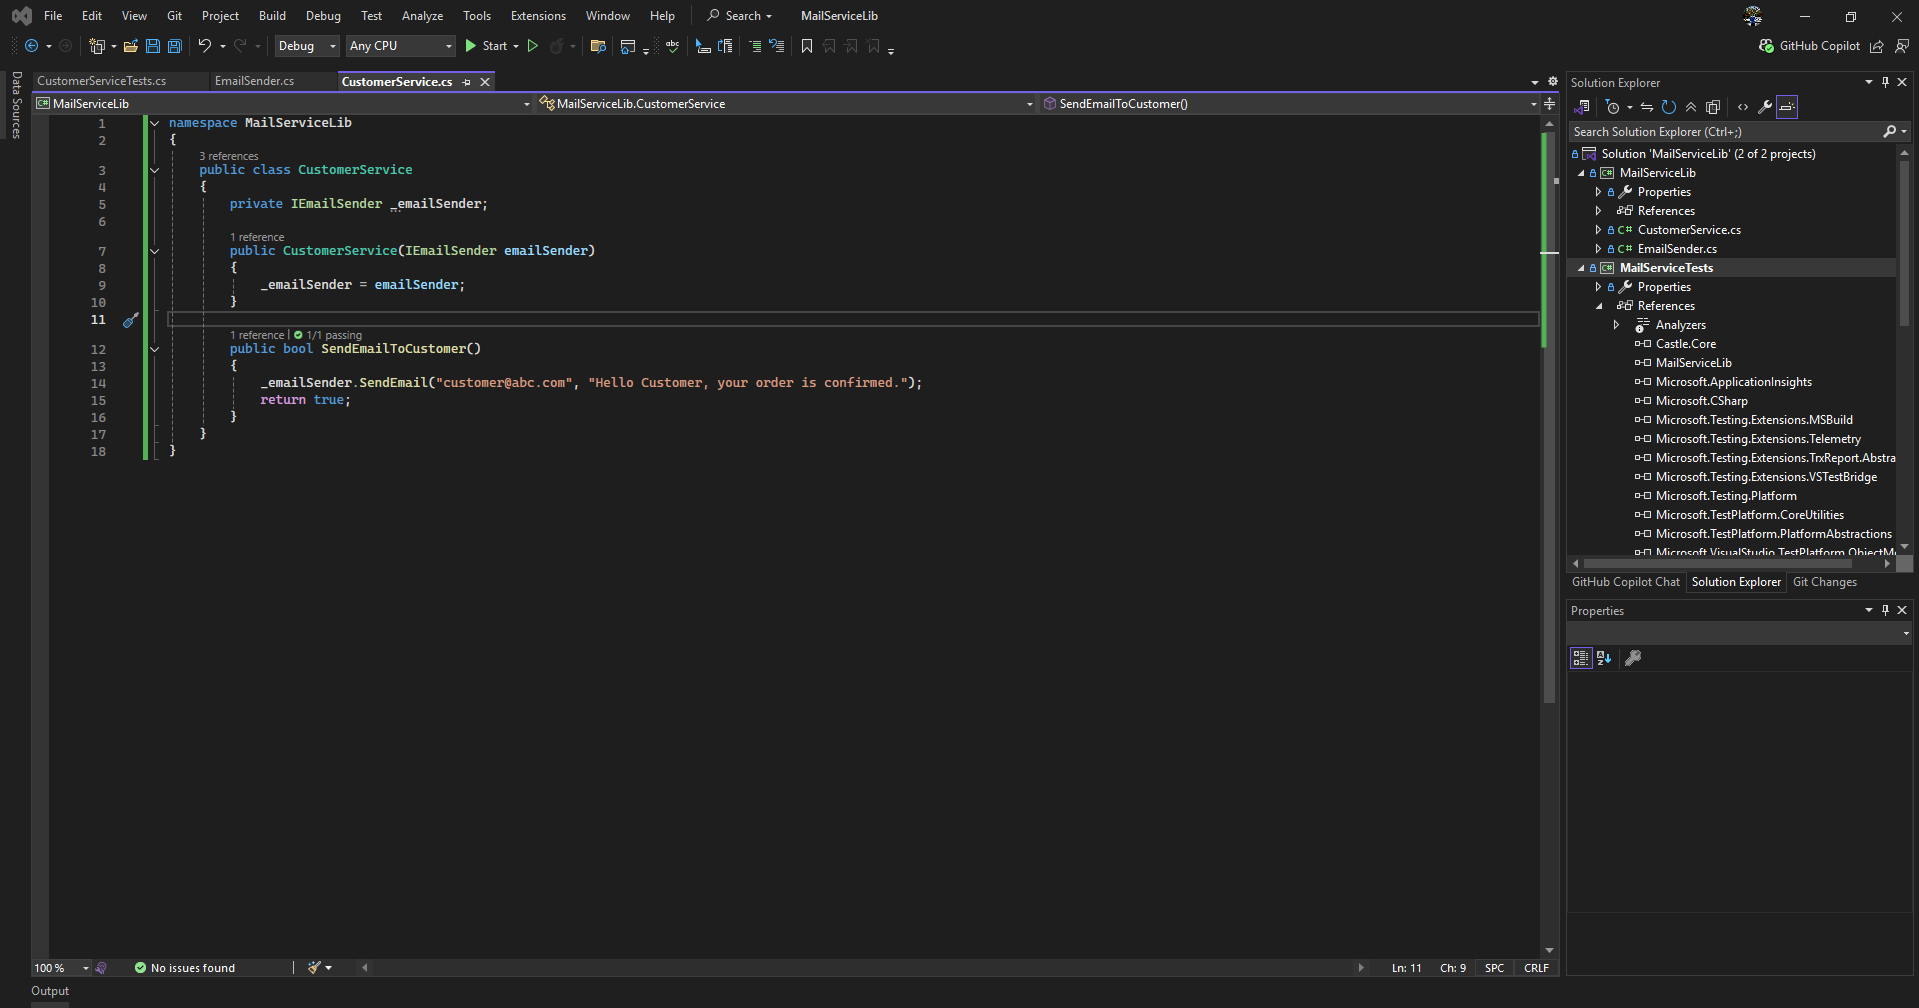 File Edit View Git Project Build Debug Test Analyze Tools Extensions Window Help Search MailServiceLib
Debug Any CPU Start GitHub Copilot
Data Sources
CustomerServiceTests.cs EmailSender.cs CustomerService.cs
MailServiceLib MailServiceLib.CustomerService SendEmailToCustomer()
1 namespace MailServiceLib
2 {
3 references
3 public class CustomerService
4 {
5 private IEmailSender _emailSender;
6
1 reference
7 public CustomerService(IEmailSender emailSender)
8 {
9 _emailSender = emailSender;
10 }
11
1 reference | 1/1 passing
12 public bool SendEmailToCustomer()
13 {
14 _emailSender.SendEmail("customer@abc.com", "Hello Customer, your order is confirmed.");
15 return true;
16 }
17 }
18 }
100 % No issues found Ln: 11 Ch: 9 SPC CRLF
Output
Solution Explorer
Search Solution Explorer (Ctrl+;)
Solution 'MailServiceLib' (2 of 2 projects)
MailServiceLib
Properties
References
C# CustomerService.cs
C# EmailSender.cs
MailServiceTests
Properties
References
Analyzers
Castle.Core
MailServiceLib
Microsoft.ApplicationInsights
Microsoft.CSharp
Microsoft.Testing.Extensions.MSBuild
Microsoft.Testing.Extensions.Telemetry
Microsoft.Testing.Extensions.TrxReport.Abstra
Microsoft.Testing.Extensions.VSTestBridge
Microsoft.Testing.Platform
Microsoft.TestPlatform.CoreUtilities
Microsoft.TestPlatform.PlatformAbstractions
Microsoft.VisualStudio.TestPlatform.ObjectM
GitHub Copilot Chat Solution Explorer Git Changes
Properties